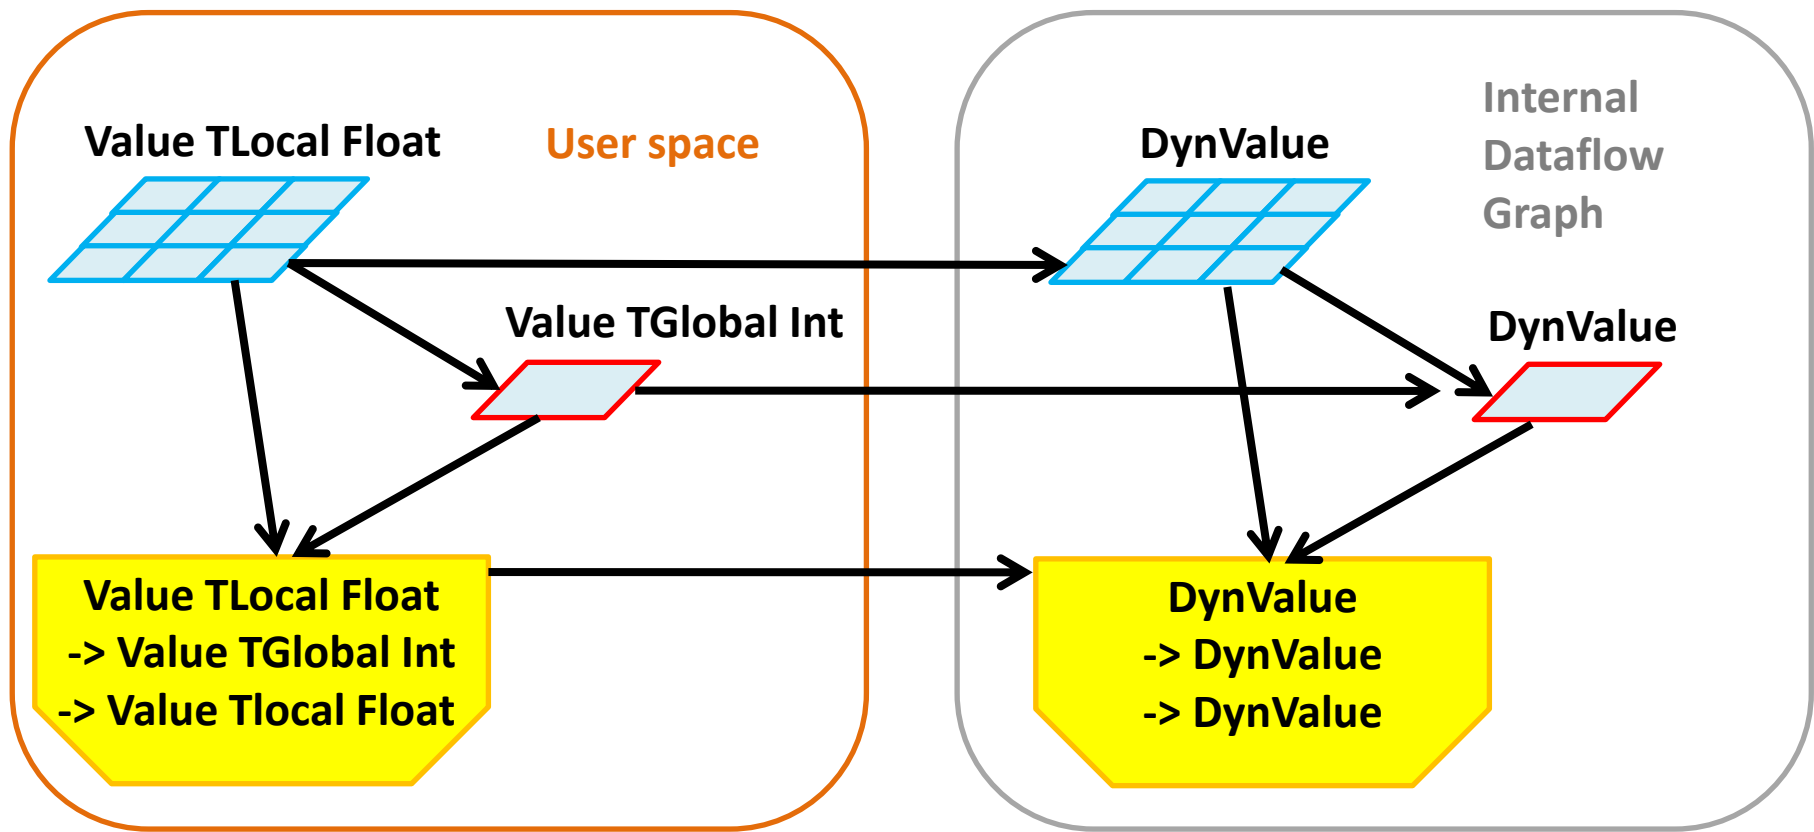 Value TLocal Float
User space
Value TGlobal Int
Value TLocal Float
-> Value TGlobal Int
-> Value Tlocal Float
Internal
Dataflow
Graph
DynValue
DynValue
DynValue
-> DynValue
-> DynValue